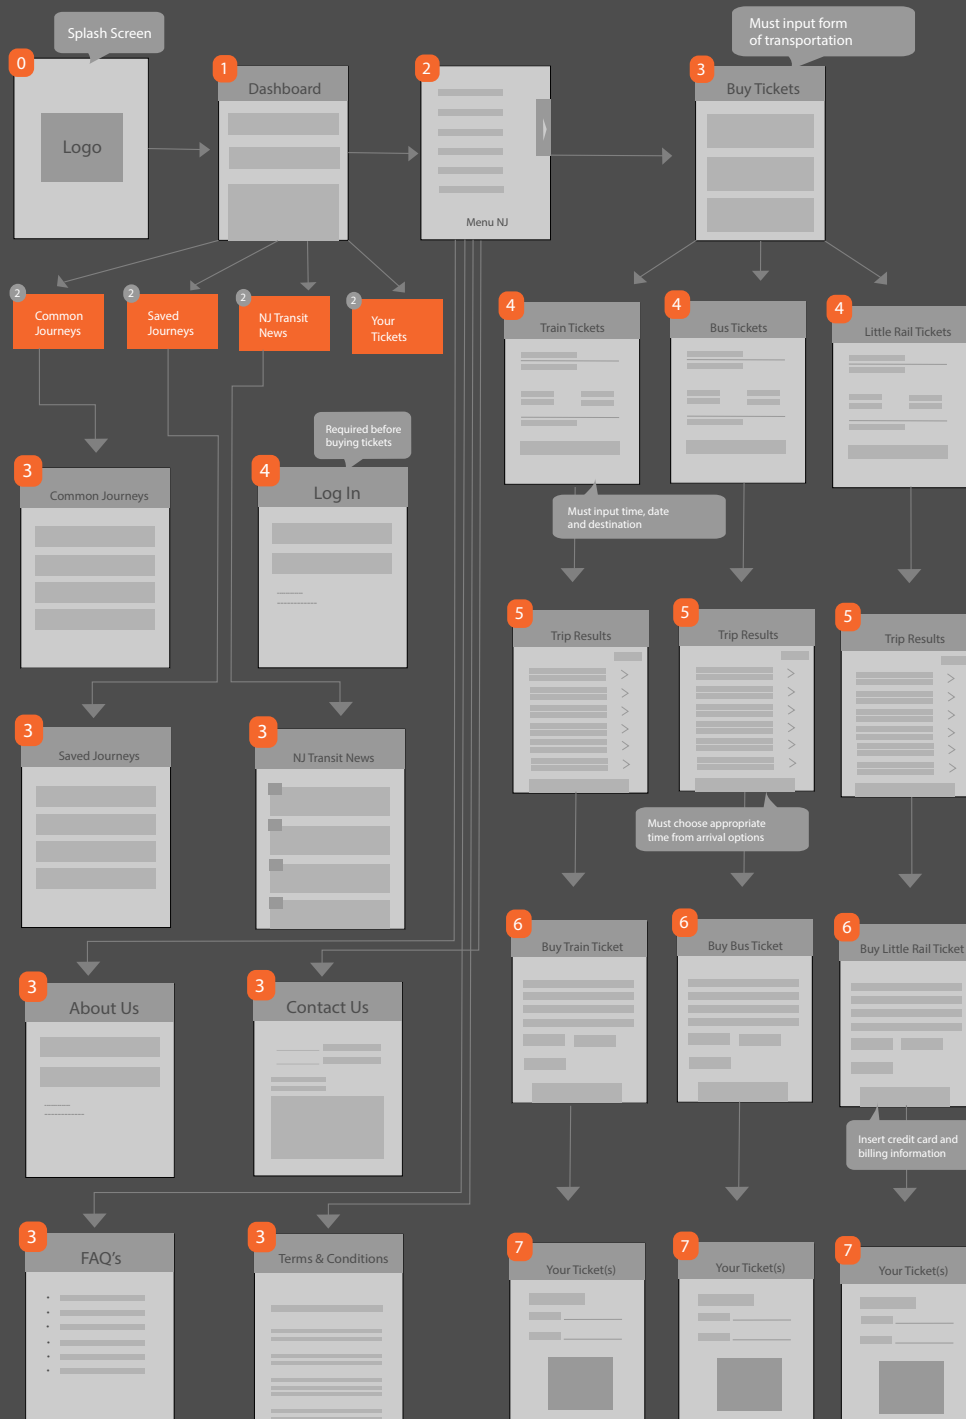 Splash Screen
0
Logo
1
Dashboard
2
Menu NJ
Must input form
of transportation
3
Buy Tickets
2
Common
Journeys
2
Saved
Journeys
2
NJ Transit
News
2
Your
Tickets
4
Train Tickets
4
Bus Tickets
4
Little Rail Tickets
Must input time, date
and destination
3
Common Journeys
Required before
buying tickets
4
Log In
5
Trip Results
5
Trip Results
5
Trip Results
Must choose appropriate
time from arrival options
3
Saved Journeys
3
NJ Transit News
6
Buy Train Ticket
6
Buy Bus Ticket
6
Buy Little Rail Ticket
Insert credit card and
billing information
3
About Us
3
Contact Us
3
FAQ's
3
Terms & Conditions
7
Your Ticket(s)
7
Your Ticket(s)
7
Your Ticket(s)